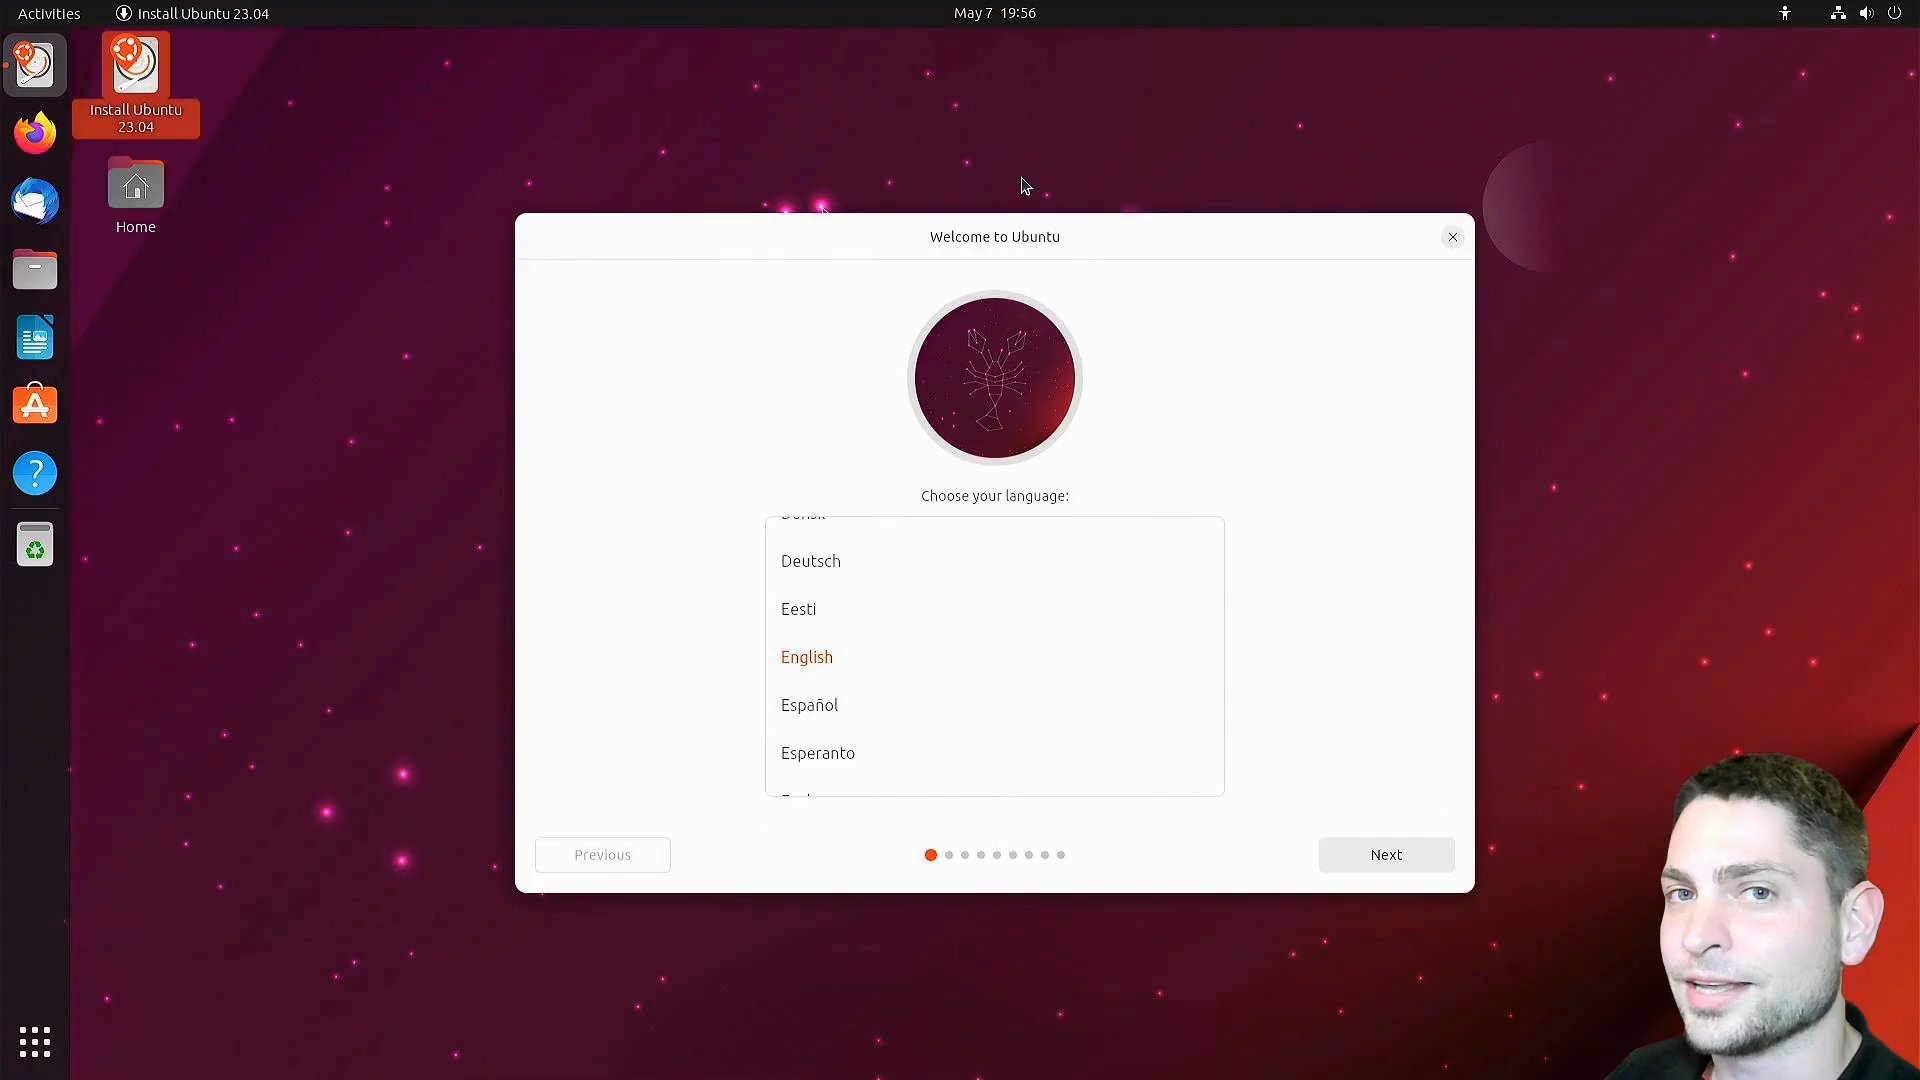 Activities
Install Ubuntu 23.04
May 7 19:56
Install Ubuntu
23.04
Home
Welcome to Ubuntu
Choose your language:
Dansk
Deutsch
Eesti
English
Español
Esperanto
Previous
Next